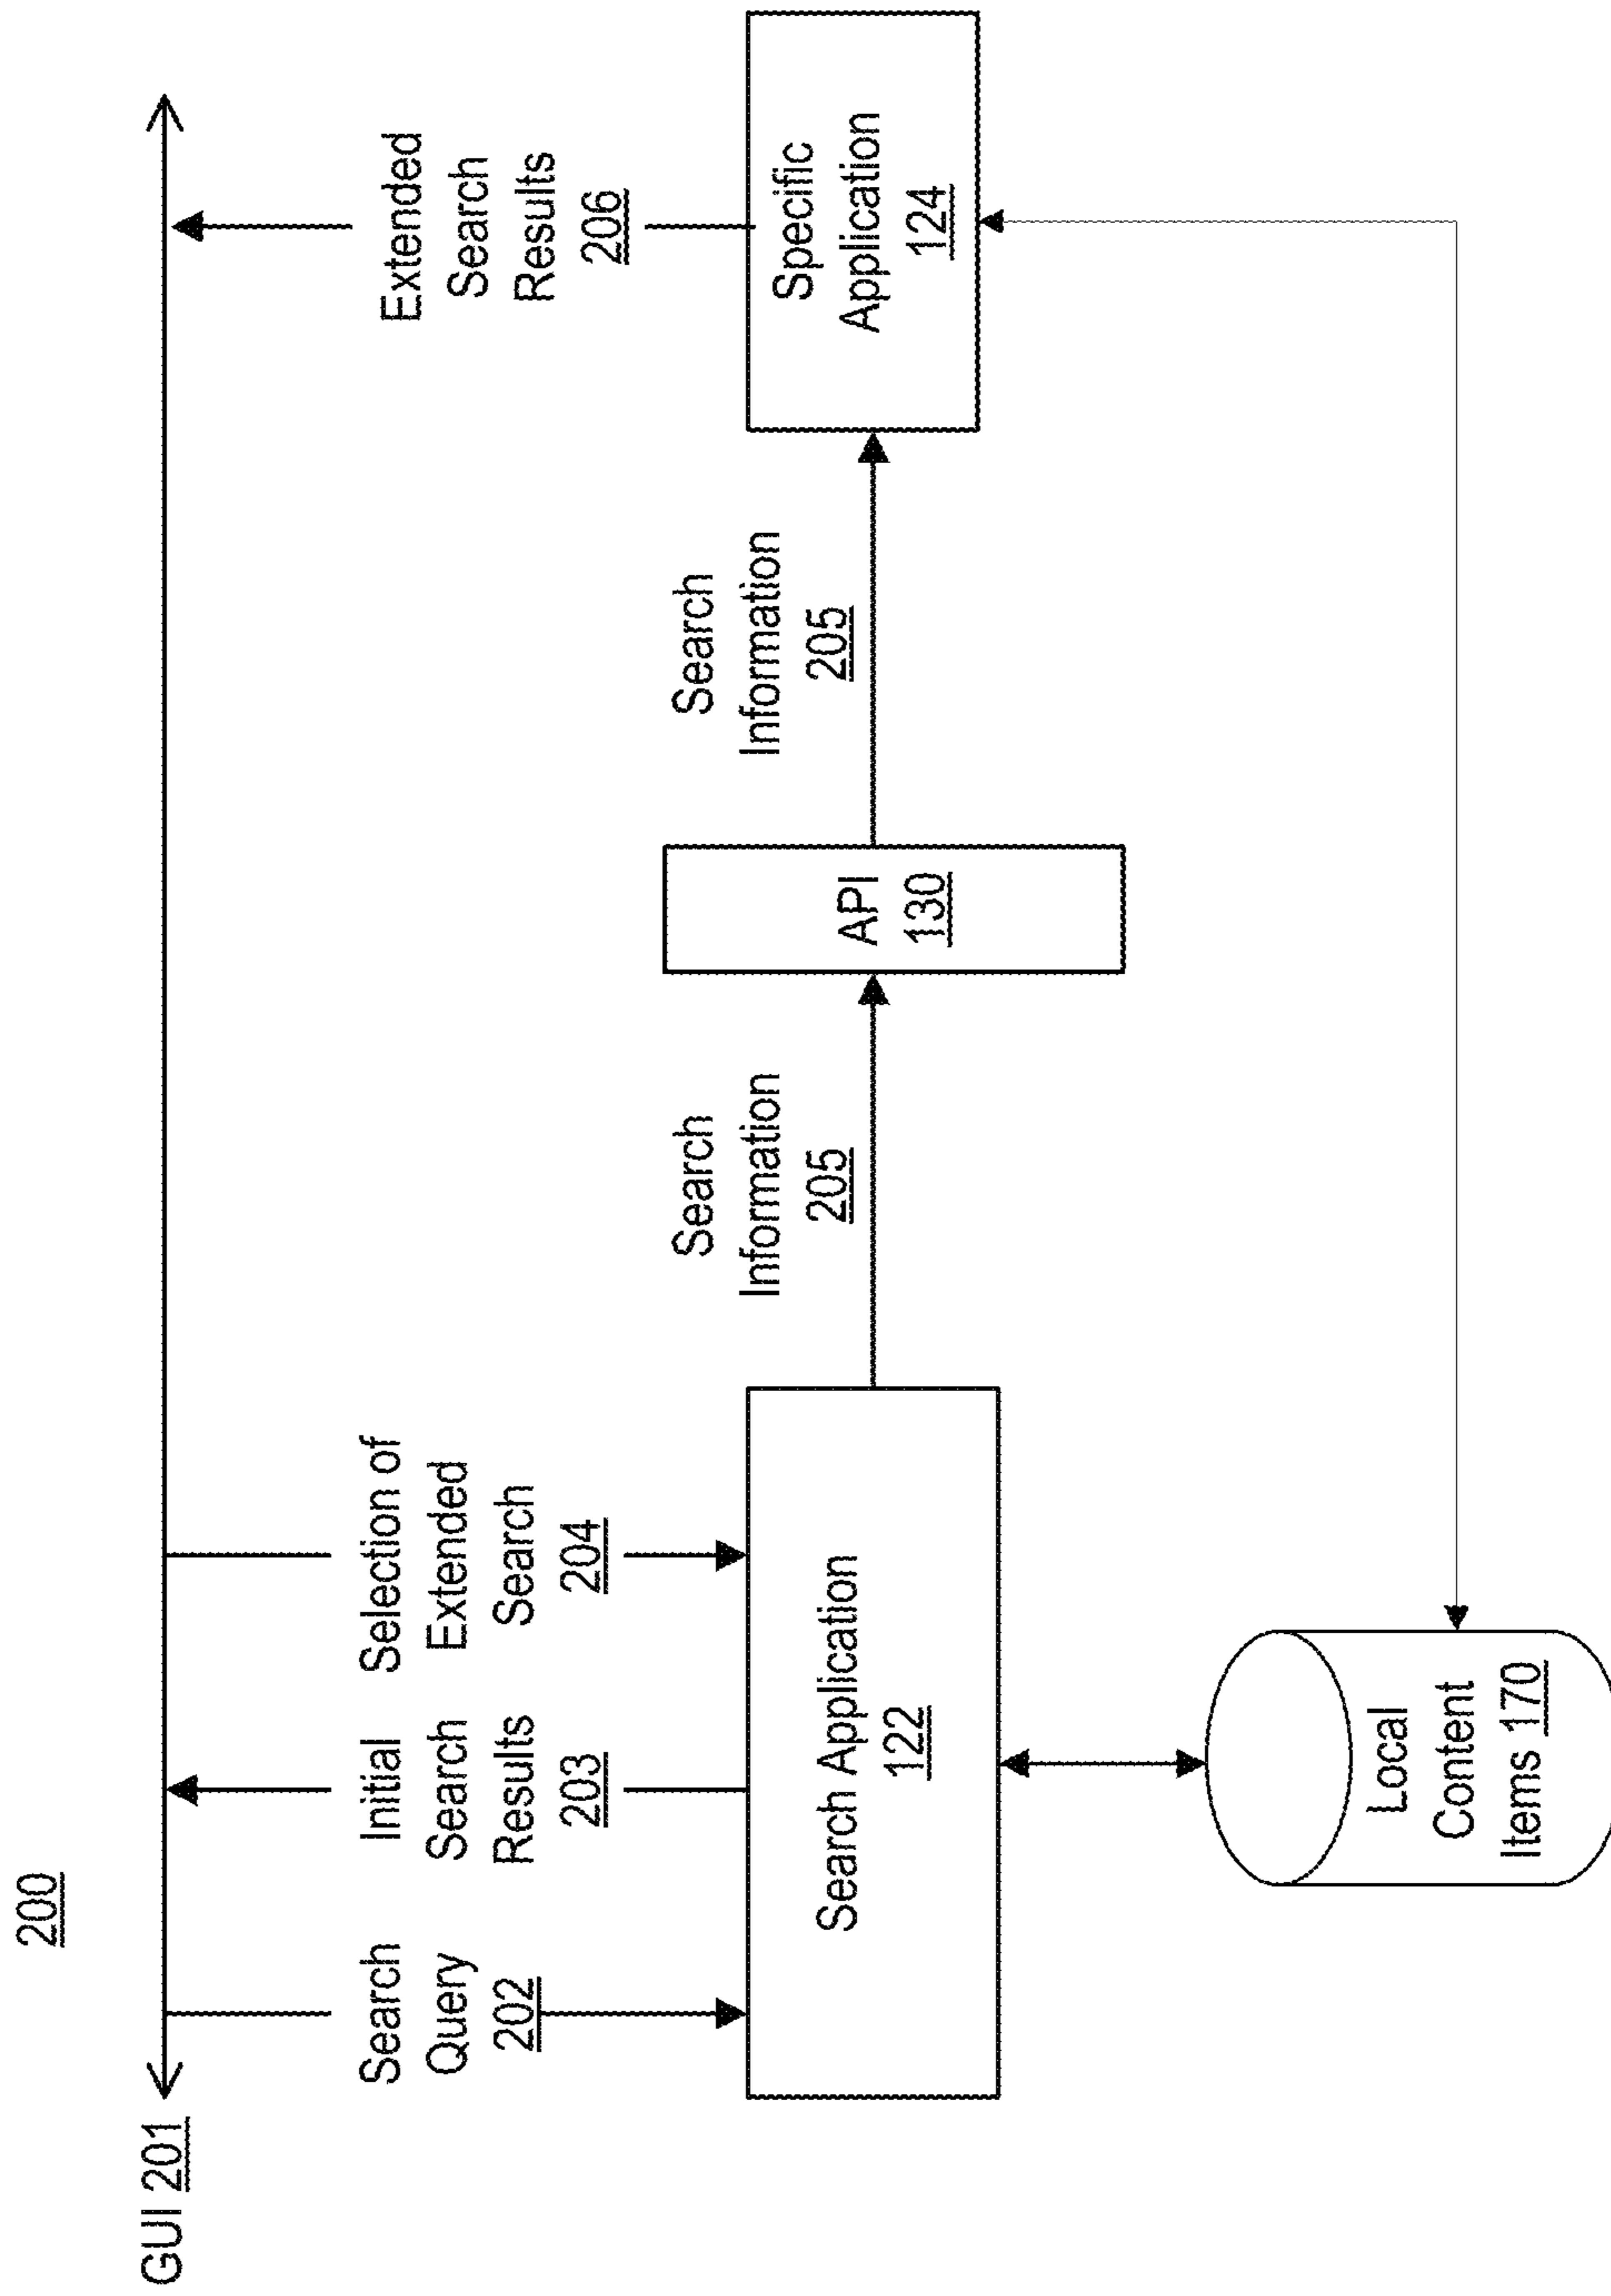 200
GUI 201
Search
Query
202
Initial
Search
Results
203
Selection of
Extended
Search
204
Extended
Search
Results
206
Search Application
122
Search
Information
205
API
130
Search
Information
205
Specific
Application
124
Local
Content
Items 170